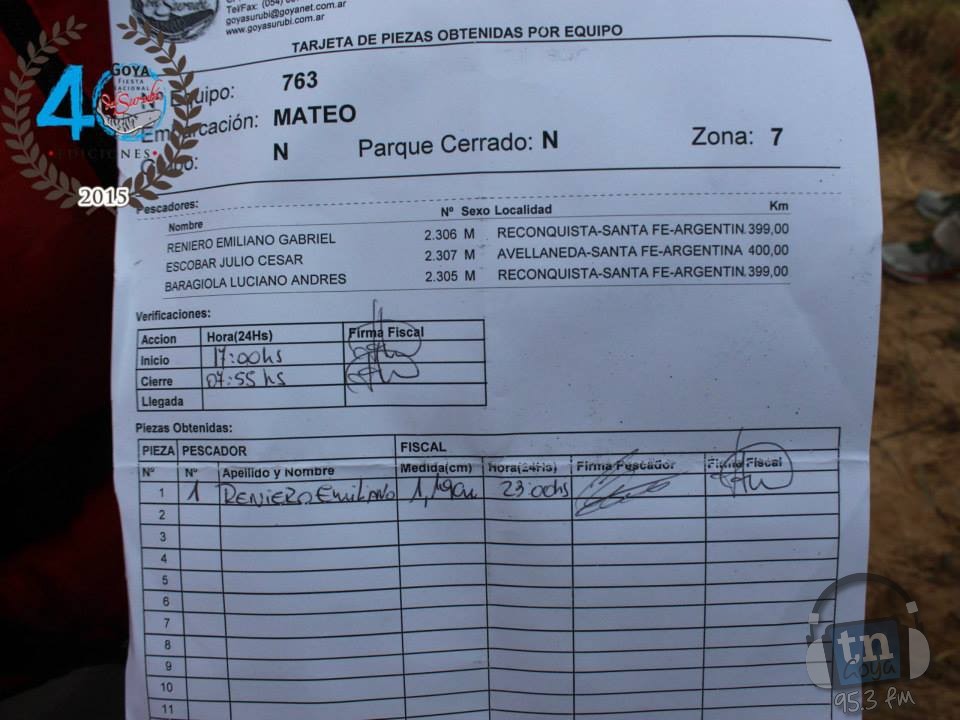 Tel/Fax: (054)
goyasurubi@goyanet.com.ar
www.goyasurubi.com.ar
TARJETA DE PIEZAS OBTENIDAS POR EQUIPO
Nº Equipo: 763
Embarcación: MATEO
N Parque Cerrado: N Zona: 7
40 GOYA FIESTA NACIONAL del Surubí
EDICIONES
2015
Pescadores:
Nombre Nº Sexo Localidad Km
RENIERO EMILIANO GABRIEL 2.306 M RECONQUISTA-SANTA FE-ARGENTIN 399,00
ESCOBAR JULIO CESAR 2.307 M AVELLANEDA-SANTA FE-ARGENTINA 400,00
BARAGIOLA LUCIANO ANDRES 2.305 M RECONQUISTA-SANTA FE-ARGENTIN 399,00
Verificaciones:
Accion Hora(24Hs) Firma Fiscal
Inicio 17:00hs
Cierre 07:55 hs
Llegada
Piezas Obtenidas:
PIEZA PESCADOR FISCAL
Nº Nº Apellido y Nombre Medida(cm) Hora(24Hs) Firma Pescador Firma Fiscal
1 1 RENIERO EMILIANO 1,19cm 23:00hs
2
3
4
5
6
7
8
9
10
11
tn
GOYA
95.3 fm